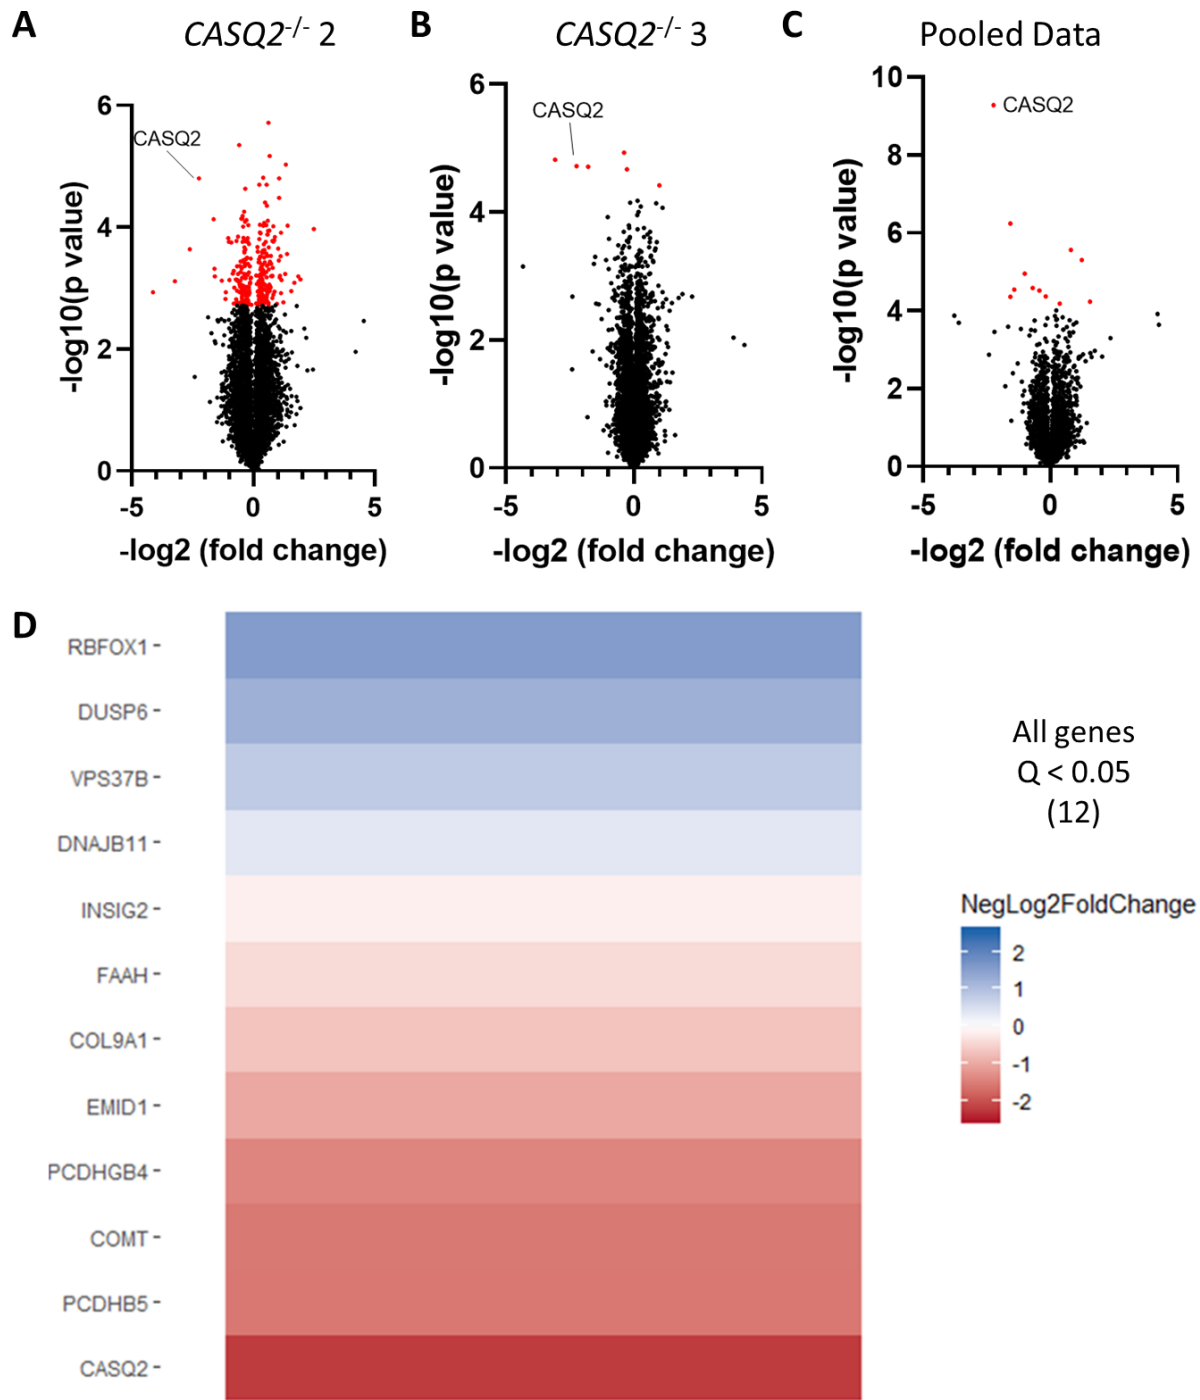 A
CASQ2-/- 2
B
CASQ2-/- 3
C
Pooled Data
6
4
2
0
-5
0
5
CASQ2
-log10(p value)
-log2 (fold change)
6
4
2
0
-5
0
5
CASQ2
-log10(p value)
-log2 (fold change)
10
8
6
4
2
0
-5
0
5
CASQ2
-log10(p value)
-log2 (fold change)
D
RBFOX1
DUSP6
VPS37B
DNAJB11
INSIG2
FAAH
COL9A1
EMID1
PCDHGB4
COMT
PCDHB5
CASQ2
All genes
Q < 0.05
(12)
NegLog2FoldChange
2
1
0
-1
-2